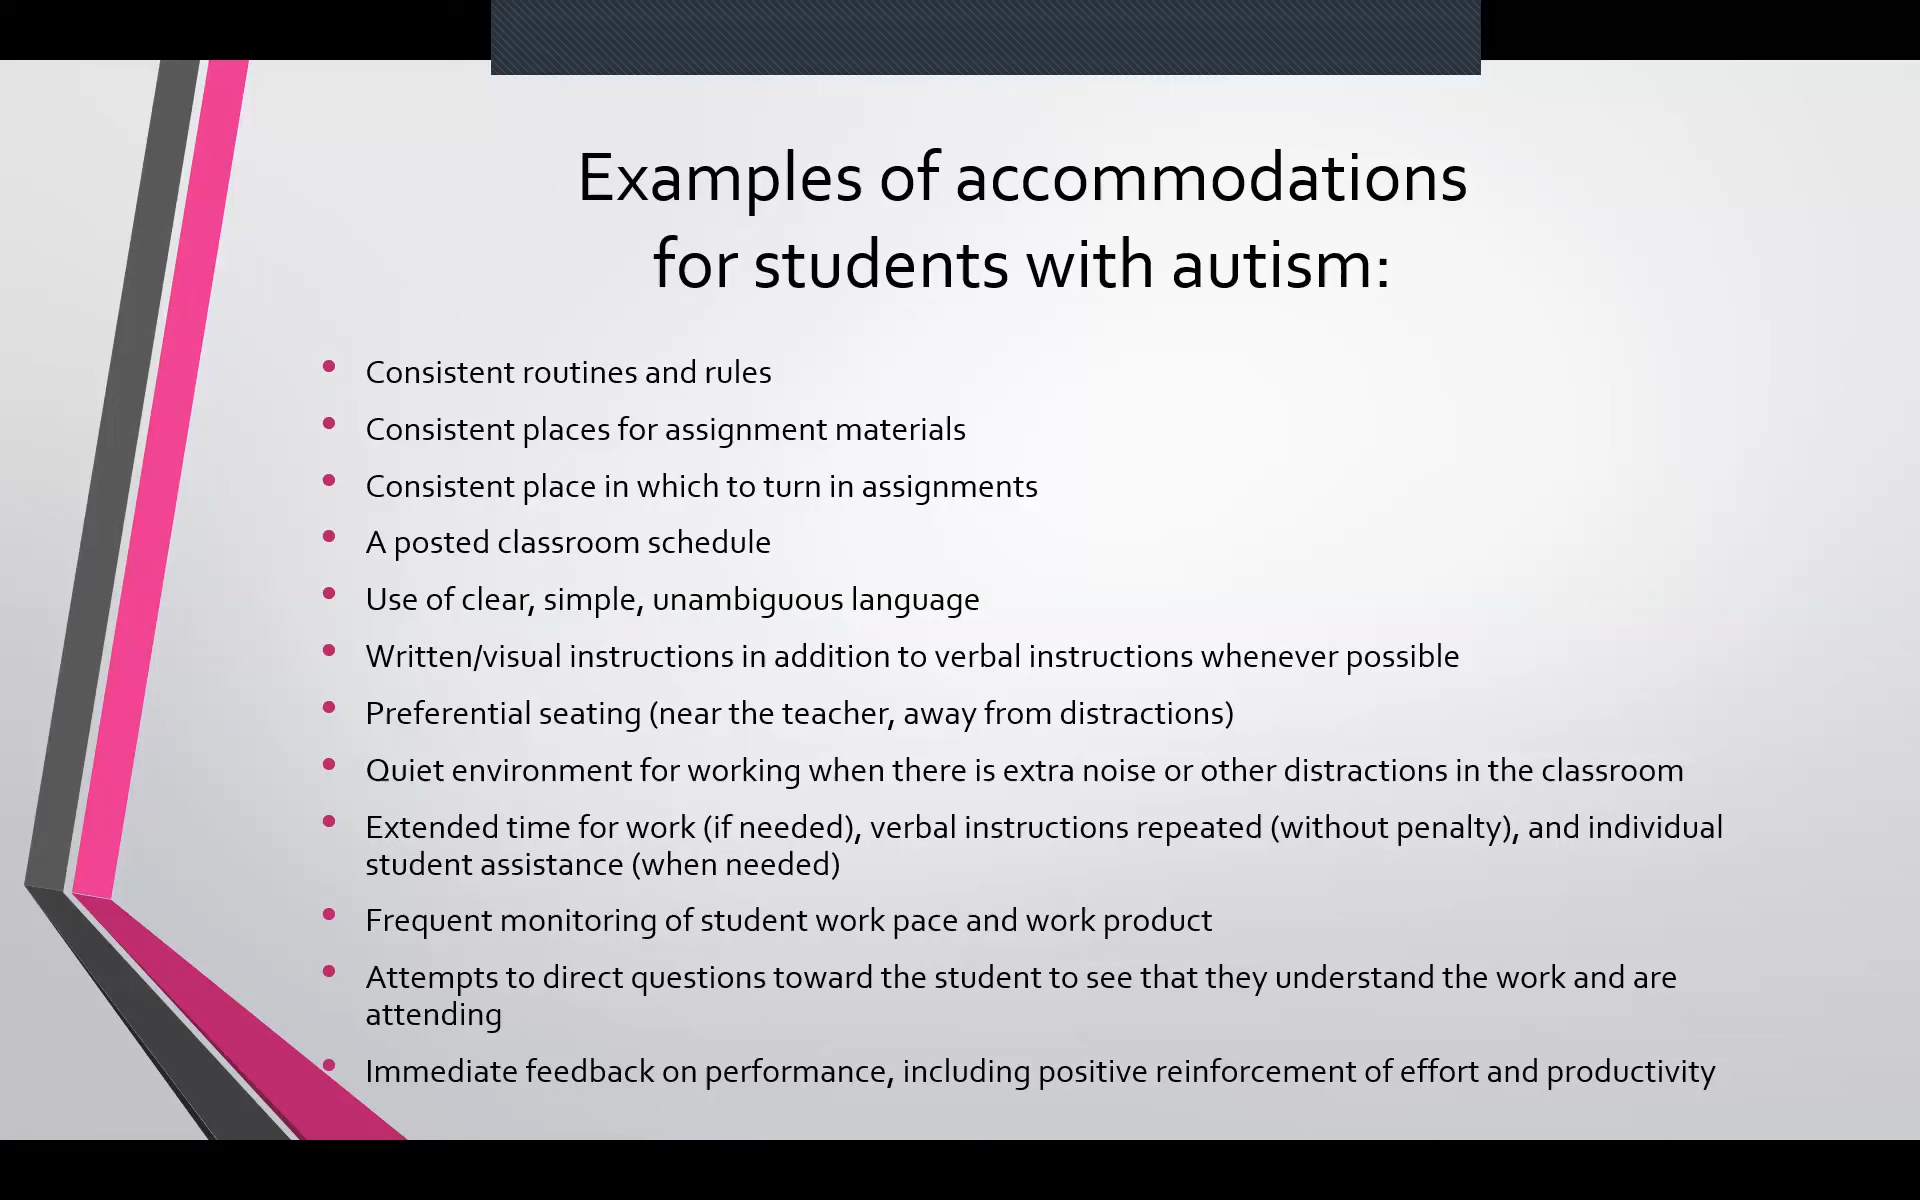 Examples of accommodations
for students with autism:
• Consistent routines and rules
• Consistent places for assignment materials
• Consistent place in which to turn in assignments
• A posted classroom schedule
• Use of clear, simple, unambiguous language
• Written/visual instructions in addition to verbal instructions whenever possible
• Preferential seating (near the teacher, away from distractions)
• Quiet environment for working when there is extra noise or other distractions in the classroom
• Extended time for work (if needed), verbal instructions repeated (without penalty), and individual
student assistance (when needed)
• Frequent monitoring of student work pace and work product
• Attempts to direct questions toward the student to see that they understand the work and are
attending
• Immediate feedback on performance, including positive reinforcement of effort and productivity